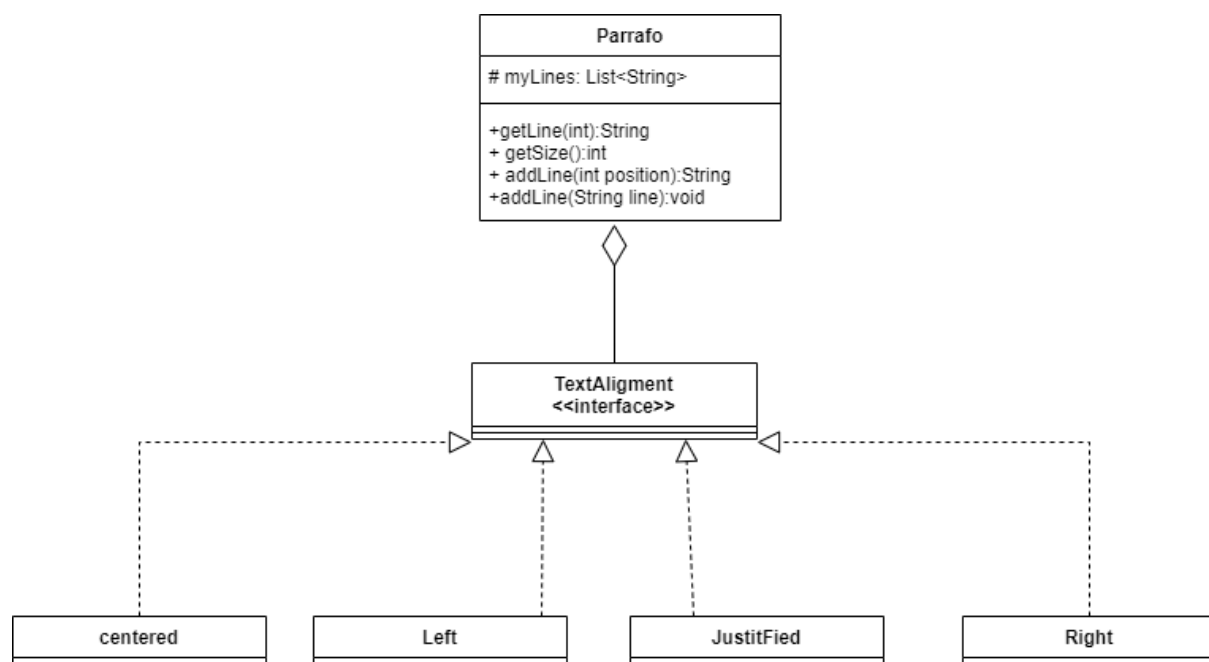 Parrafo
# myLines: List<String>
+getLine(int):String
+ getSize():int
+ addLine(int position):String
+addLine(String line):void
TextAligment
<<interface>>
centered
Left
JustitFied
Right